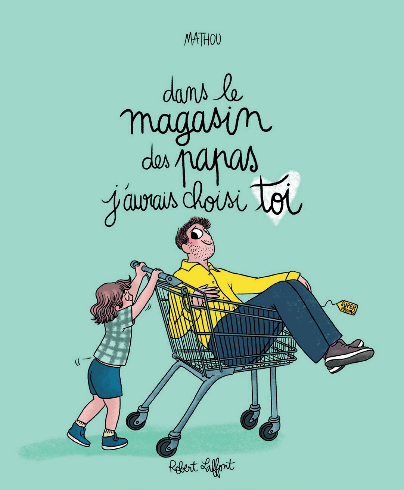 MATHOU
dans le
magasin
des papas
j'aurais choisi toi
Robert Laffont